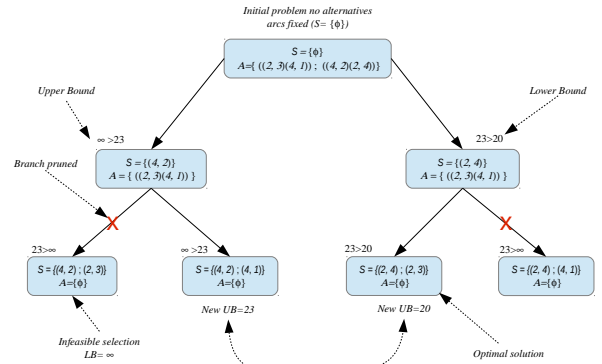 Initial problem no alternatives
arcs fixed (S= {ϕ})
S = {ϕ}
A={ ((2, 3)(4, 1)) ; ((4, 2)(2, 4))}
Upper Bound
Lower Bound
∞ >23
23>20
S = {(4, 2)}
A = { ((2, 3)(4, 1)) }
S = {(2, 4)}
A = { ((2, 3)(4, 1)) }
Branch pruned
X
X
23>∞
∞ >23
23>20
23>∞
S = {(4, 2) ; (2, 3)}
A={ϕ}
S = {(4, 2) ; (4, 1)}
A={ϕ}
S = {(2, 4) ; (2, 3)}
A={ϕ}
S = {(2, 4) ; (4, 1)}
A={ϕ}
New UB=23
New UB=20
Infeasible selection
LB= ∞
Optimal solution